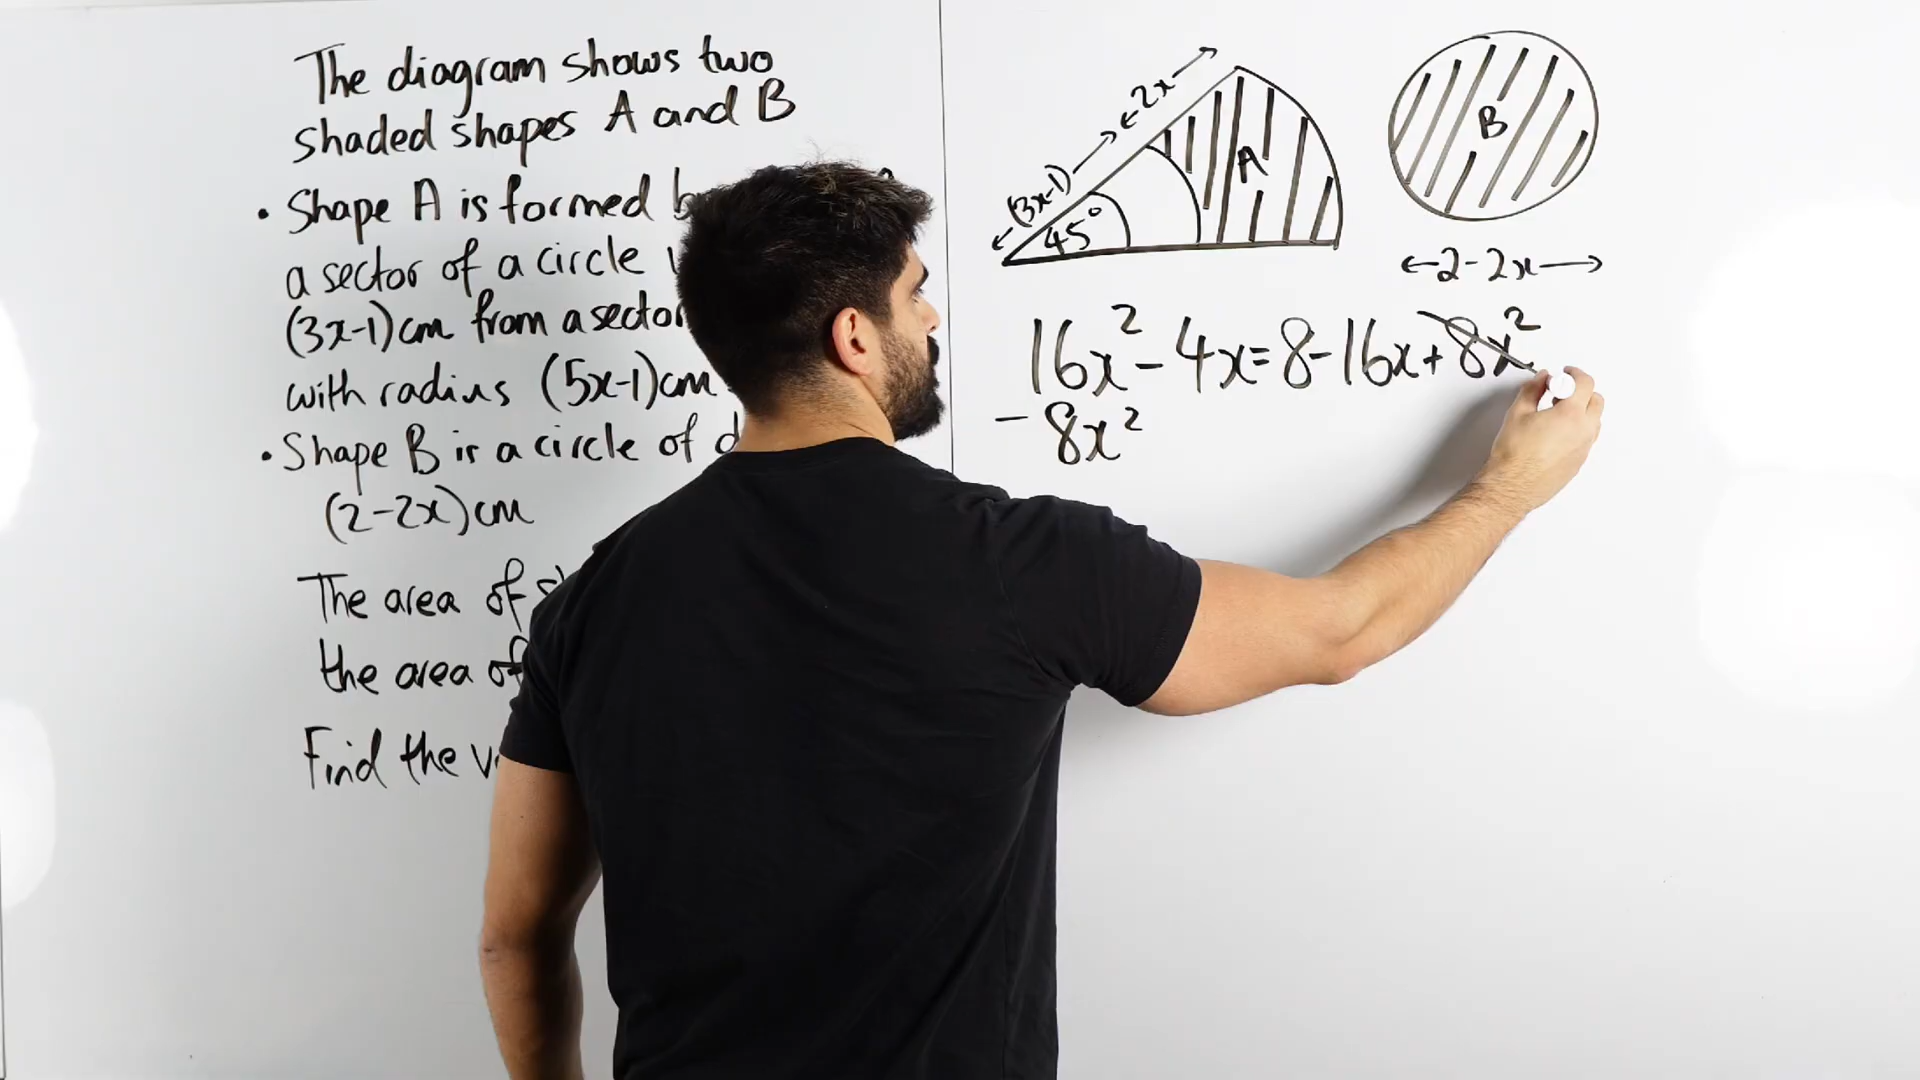 The diagram shows two
shaded shapes A and B
• Shape A is formed
a sector of a circle
(3x-1)cm from a sector
with radius (5x-1)cm
• Shape B is a circle of
(2-2x)cm
The area of
the area of
Find the
←(3x-1)→ ←2x→
45°
A
B
←2-2x→
16x² - 4x = 8 - 16x + 8x²
- 8x²